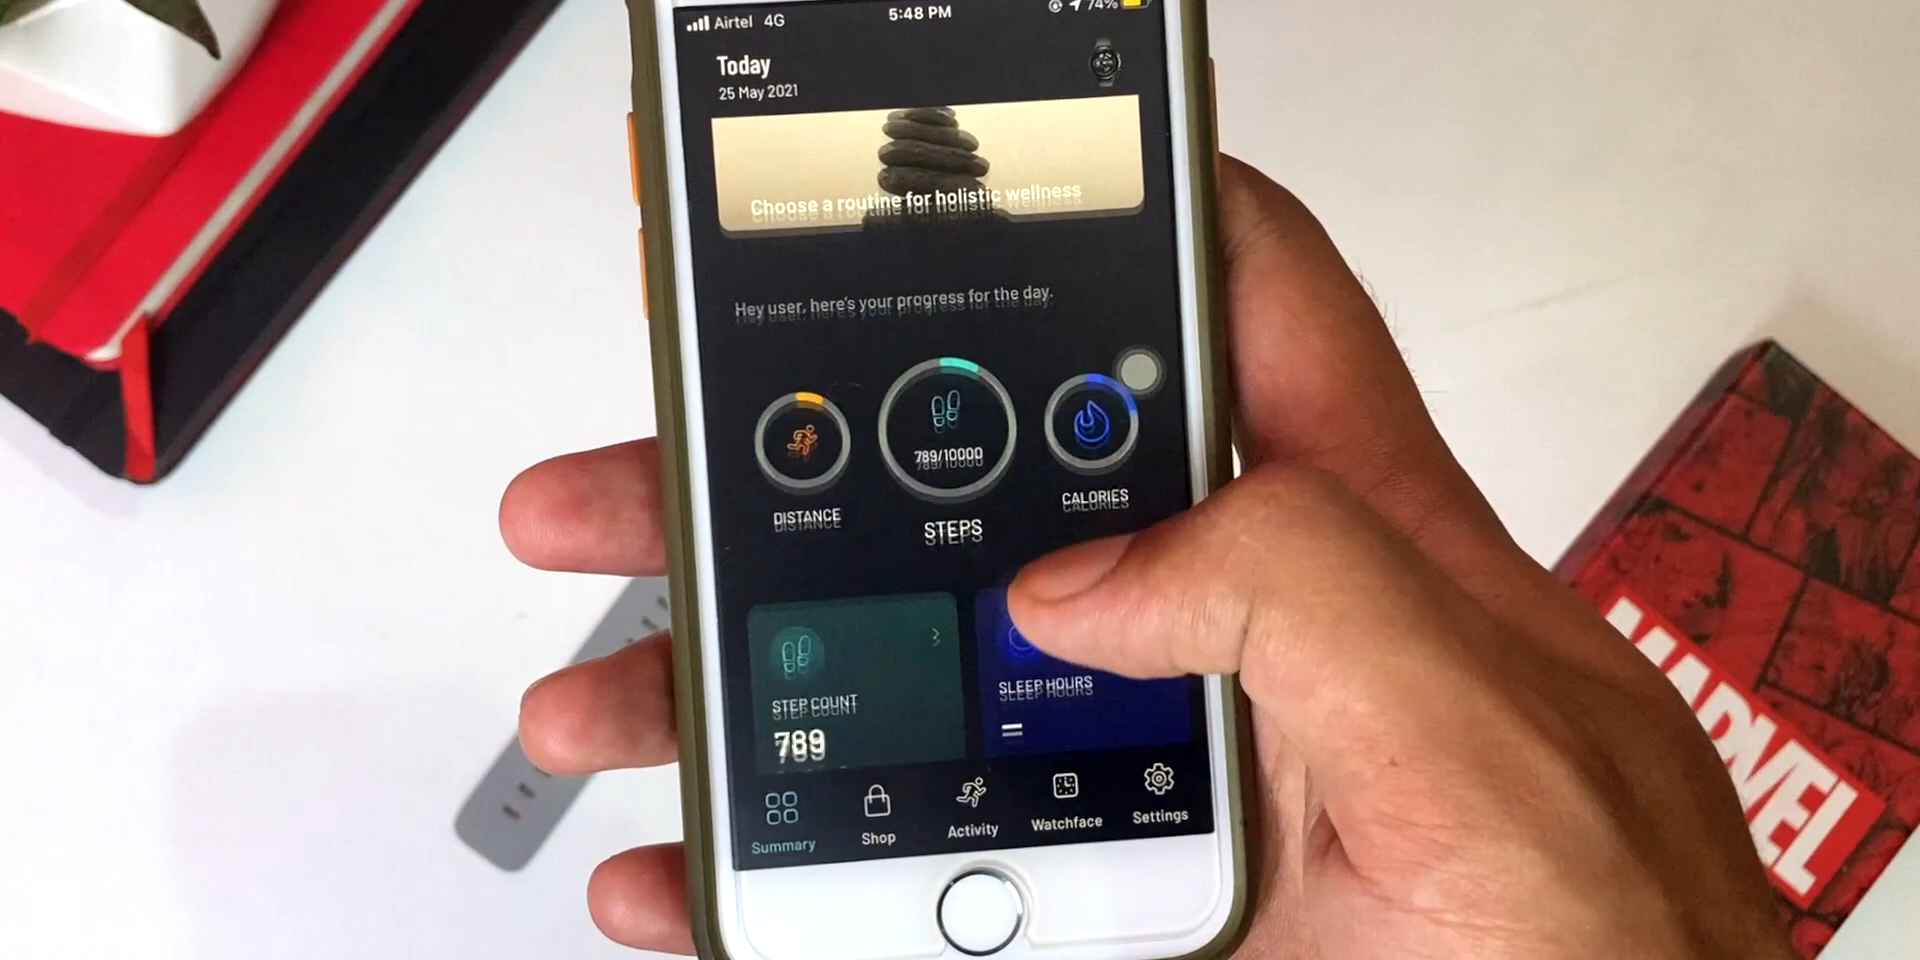 Airtel 4G 5:48 PM 74%
Today
25 May 2021
Choose a routine for holistic wellness
Hey user, here's your progress for the day.
789/10000
DISTANCE
STEPS
CALORIES
STEP COUNT
789
SLEEP HOURS
Summary
Shop
Activity
Watchface
Settings
MARVEL